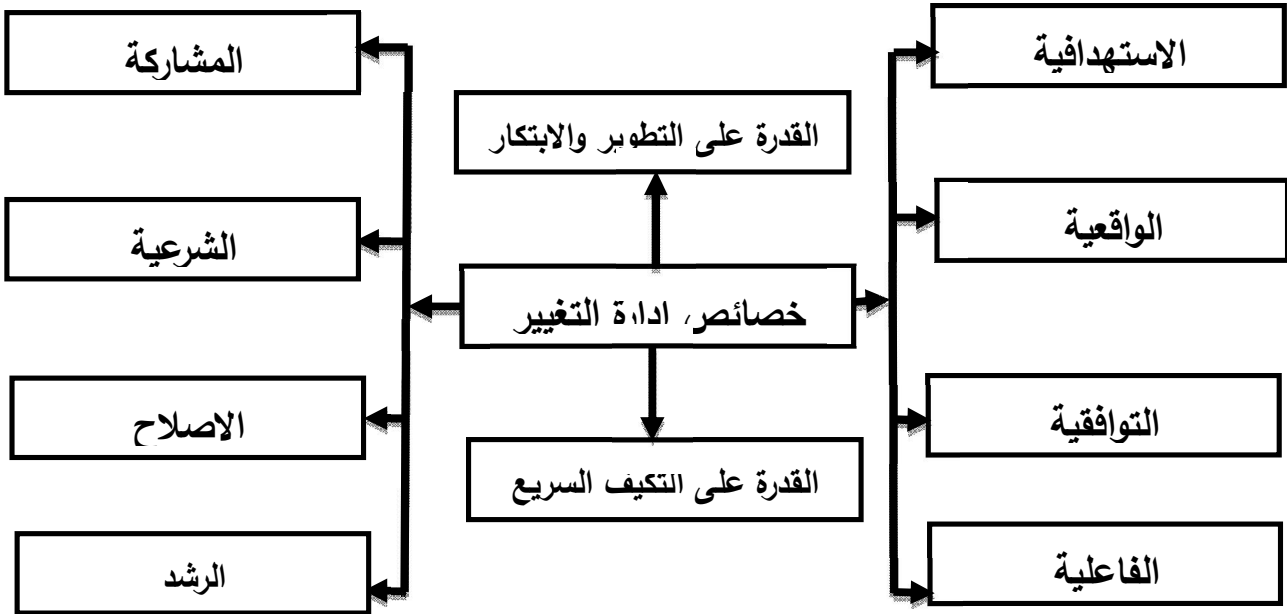 الاستهدافية
المشاركة
القدرة على التطوير والابتكار
الواقعية
الشرعية
خصائص ادارة التغيير
التوافقية
الاصلاح
القدرة على التكيف السريع
الفاعلية
الرشد